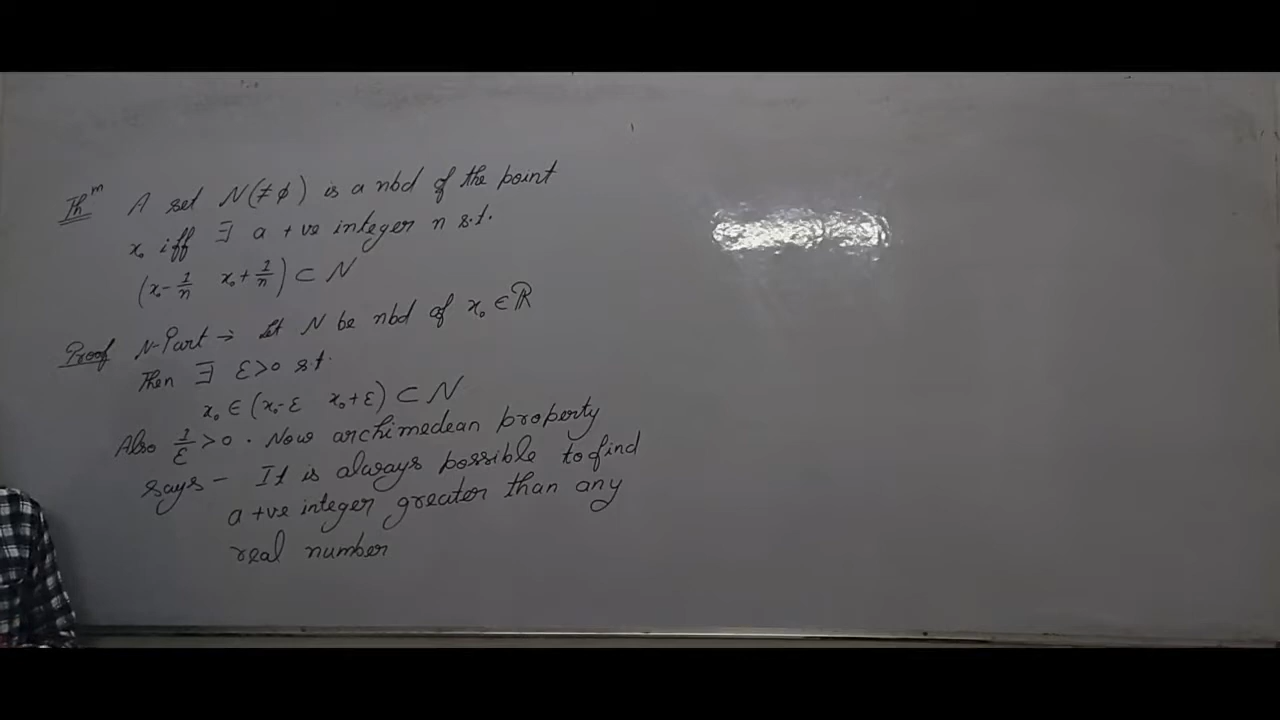 Thᵐ A set N(≠ϕ) is a nbd of the point
x₀ iff ∃ a +ve integer n s.t.
(x₀-1/n x₀+1/n) ⊂ N
Proof N-Part → Let N be nbd of x₀ ∈ ℝ
Then ∃ ε>0 s.t.
x₀ ∈ (x₀-ε x₀+ε) ⊂ N
Also 1/ε >0 . Now archimedean property
says - It is always possible to find
a +ve integer greater than any
real number